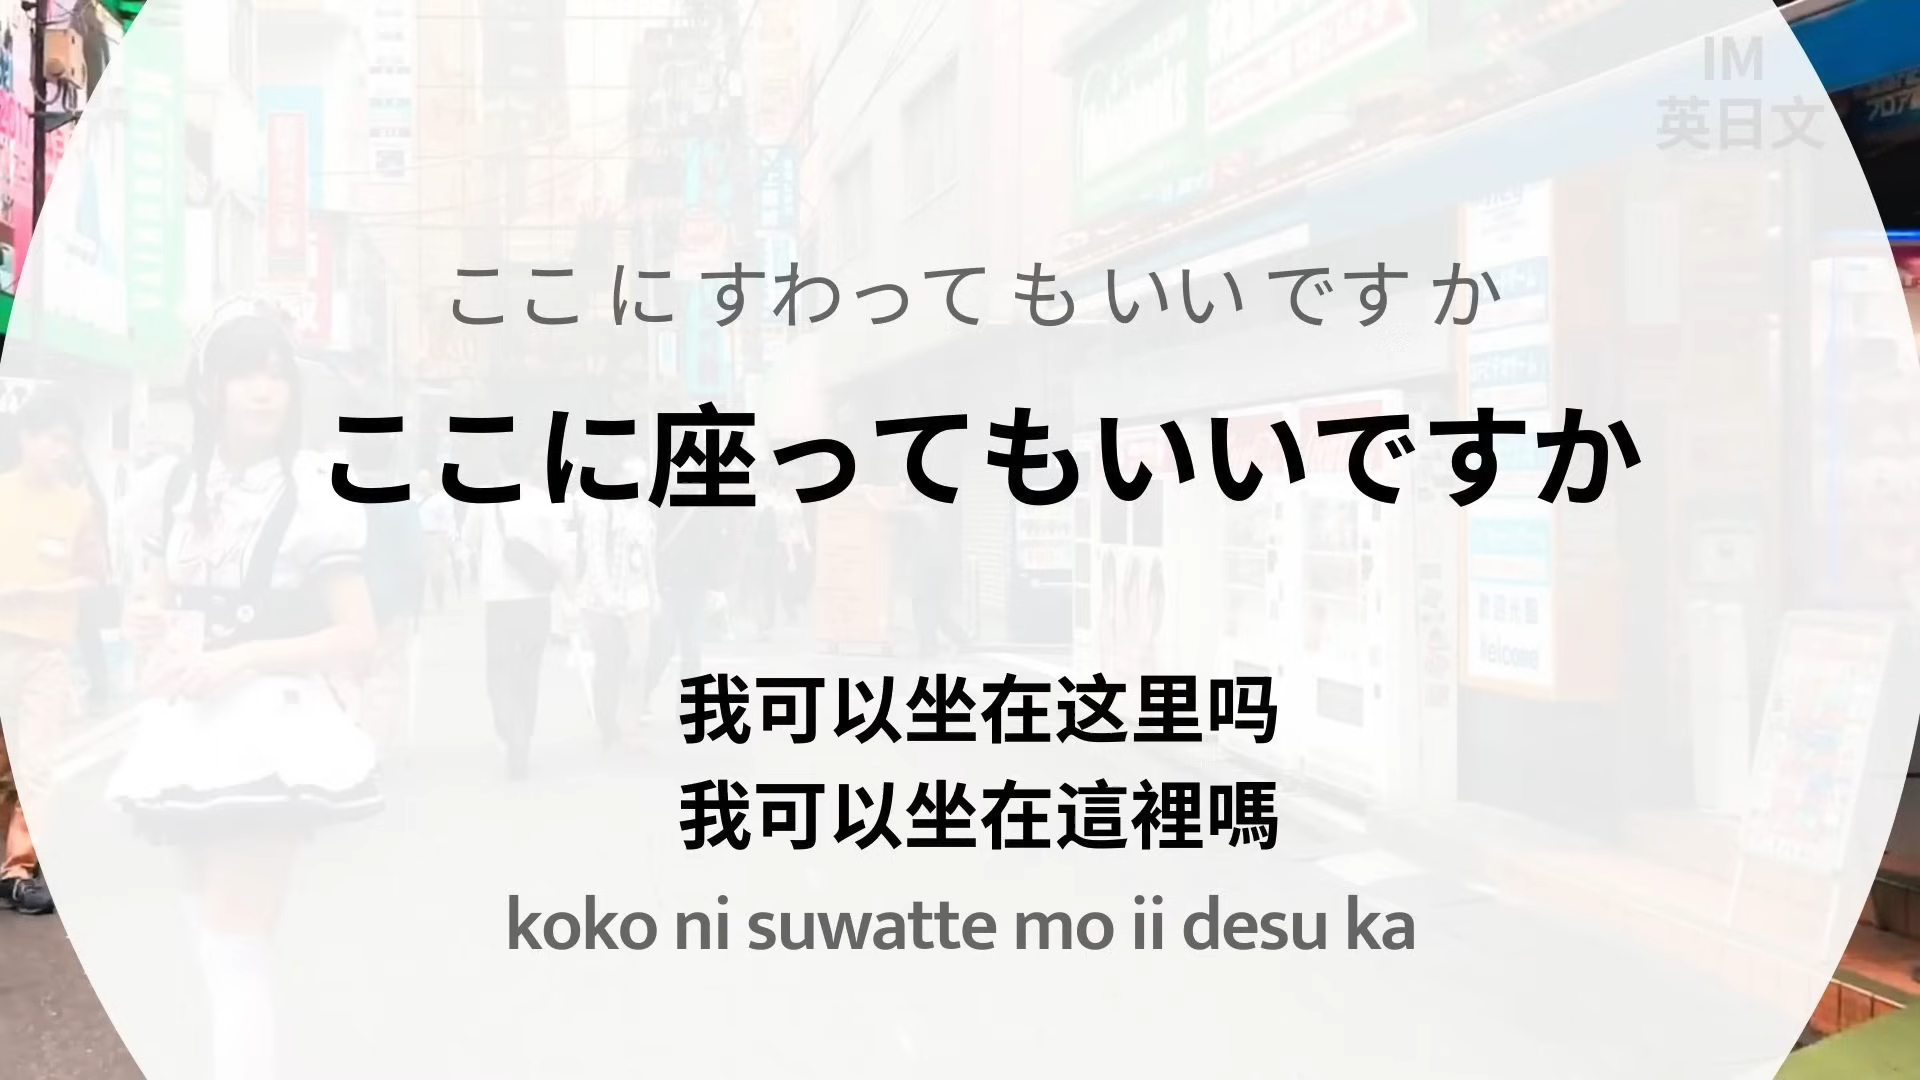 IM
英日文
ここ に すわって も いい です か
ここに座ってもいいですか
我可以坐在这里吗
我可以坐在這裡嗎
koko ni suwatte mo ii desu ka
welcome